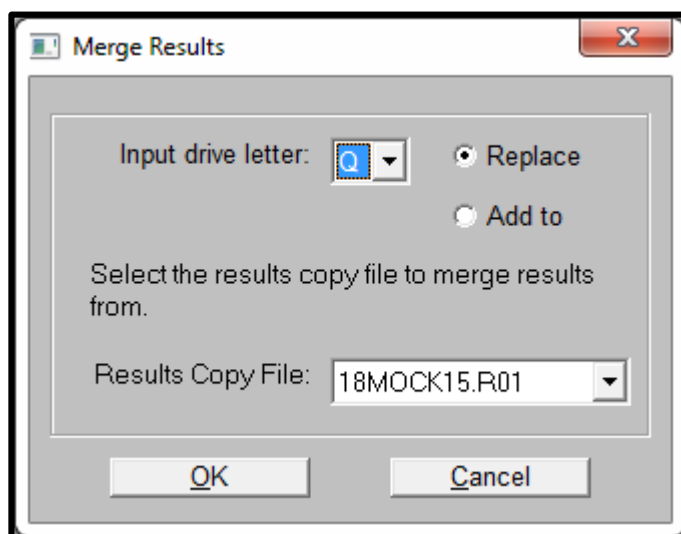 Merge Results
Input drive letter: Q Replace
Add to
Select the results copy file to merge results
from.
Results Copy File: 18MOCK15.R01
OK Cancel